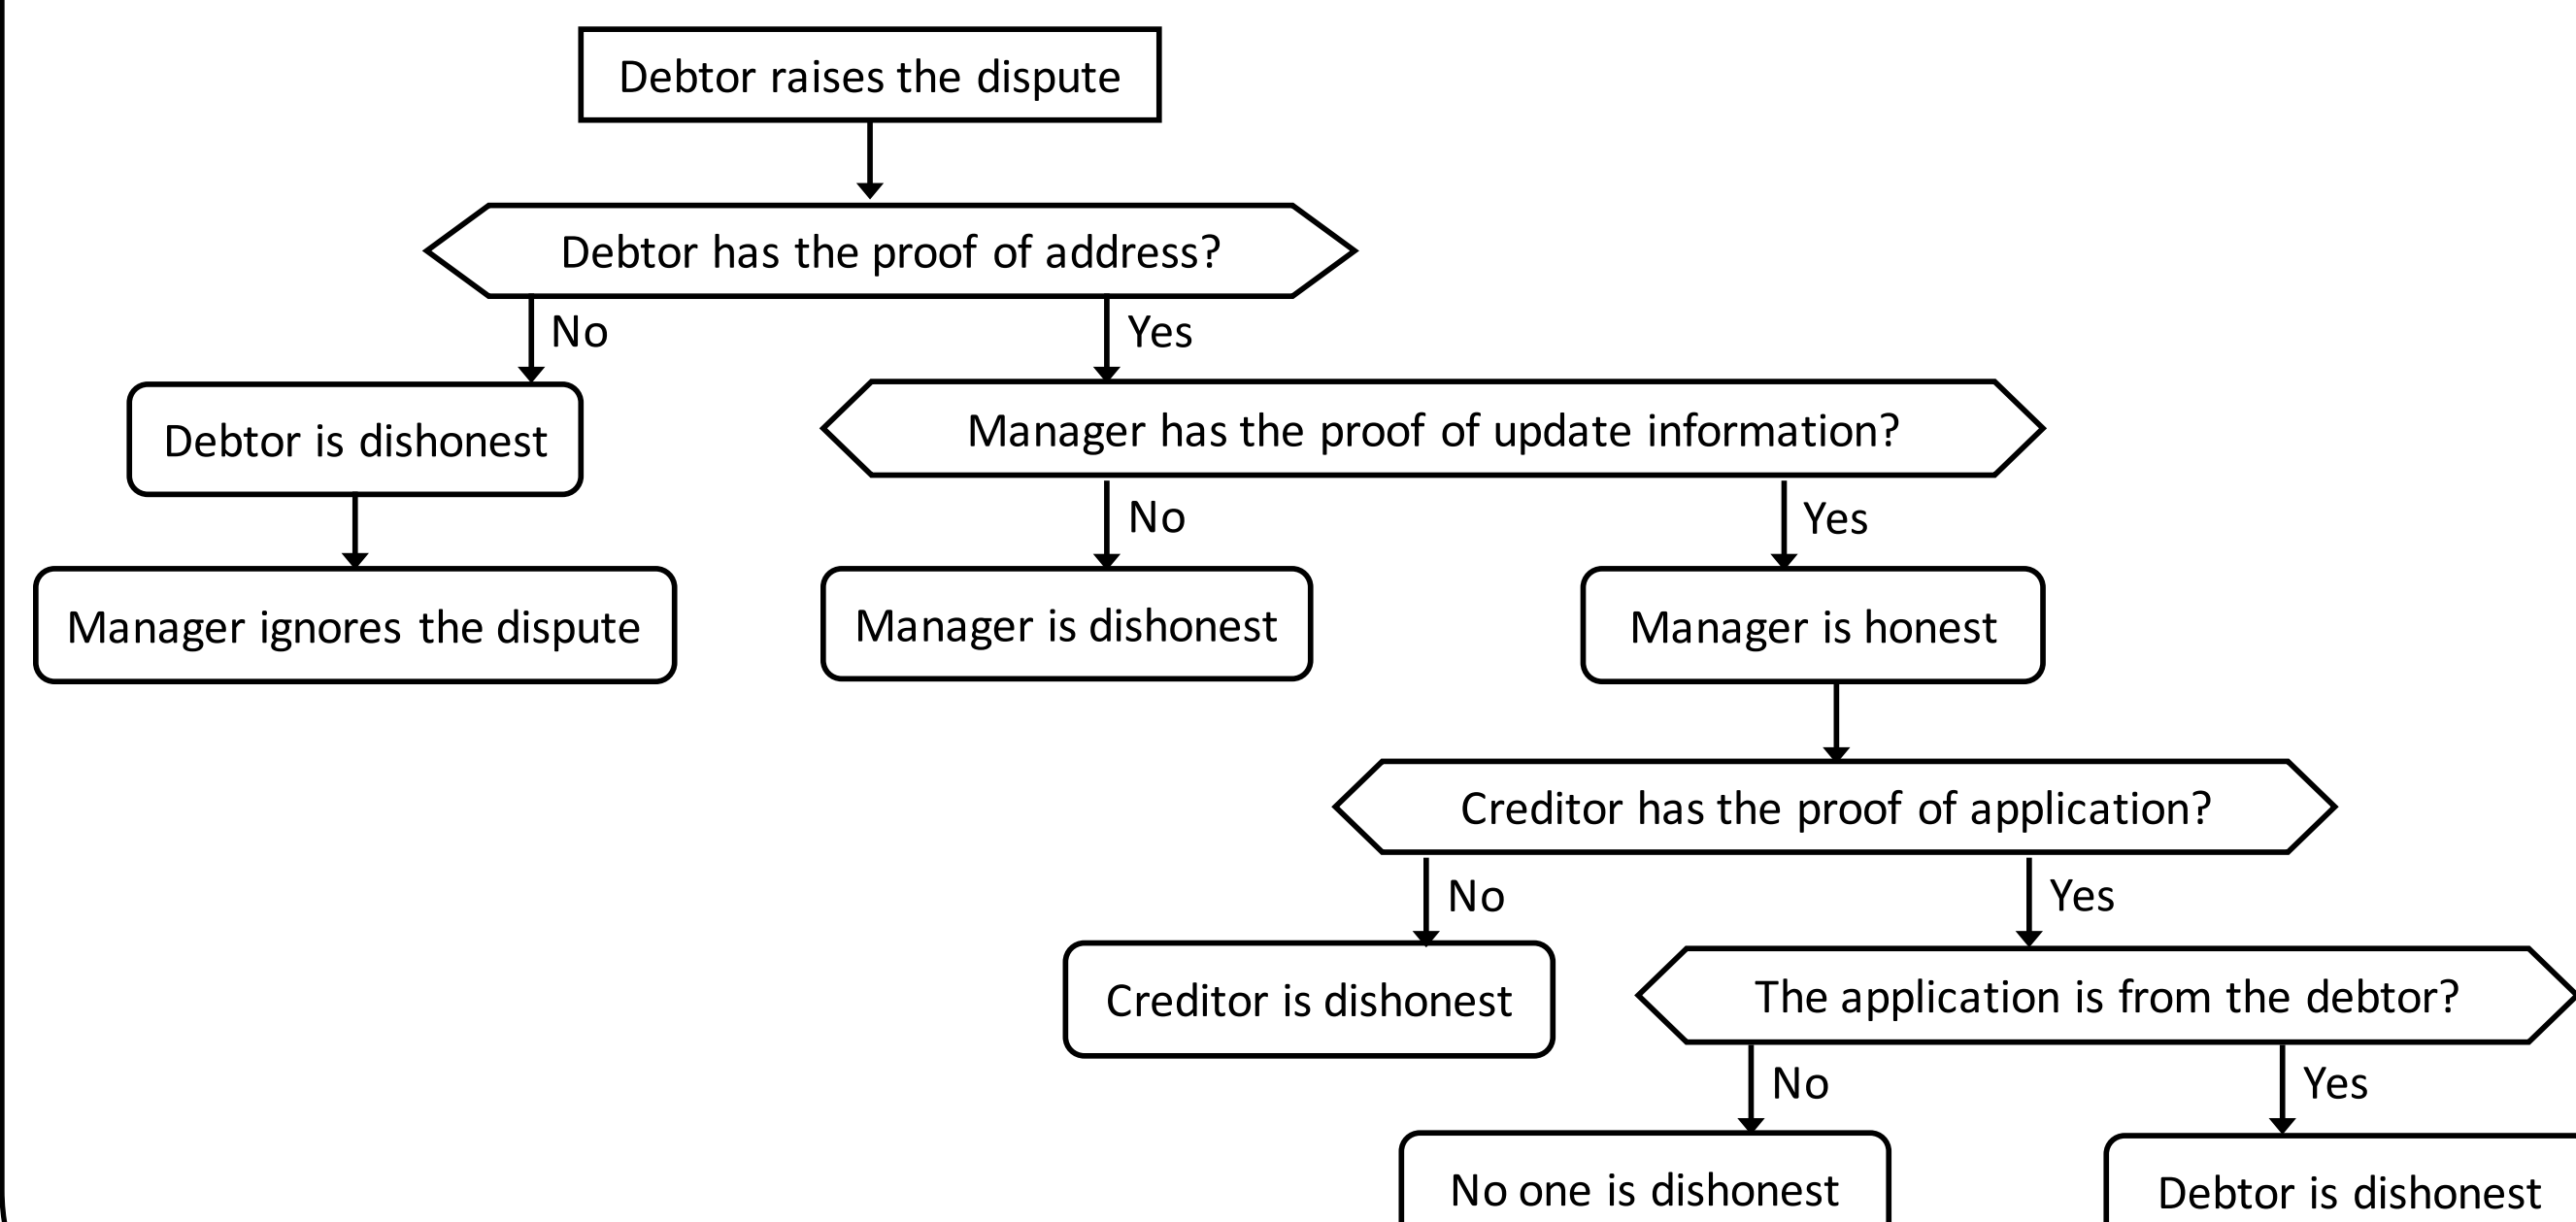 Debtor raises the dispute
Debtor has the proof of address?
No
Yes
Debtor is dishonest
Manager has the proof of update information?
No
Yes
Manager ignores the dispute
Manager is dishonest
Manager is honest
Creditor has the proof of application?
No
Yes
Creditor is dishonest
The application is from the debtor?
No
Yes
No one is dishonest
Debtor is dishonest